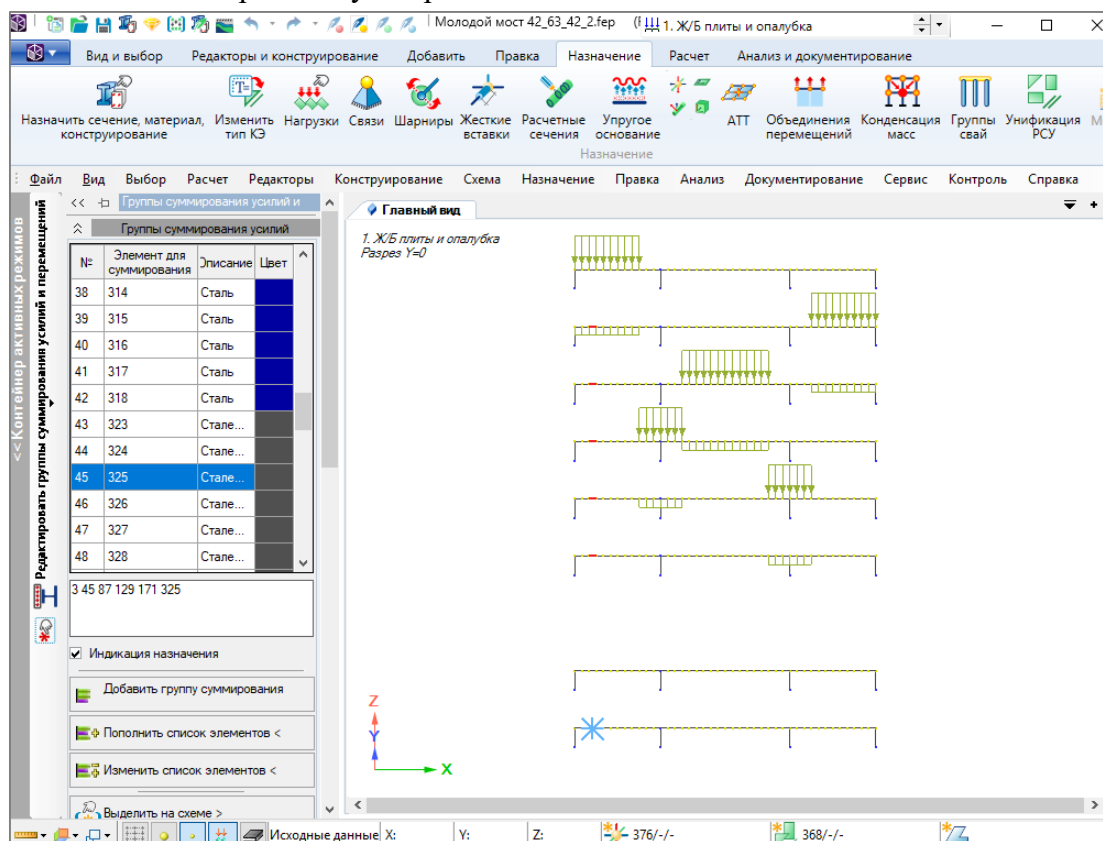 Молодой мост 42_63_42_2.fep
1. Ж/Б плиты и опалубка
Вид и выбор Редакторы и конструирование Добавить Правка Назначение Расчет Анализ и документирование
Назначить сечение, материал, конструирование
Изменить тип КЭ
Нагрузки
Связи
Шарниры
Жесткие вставки
Расчетные сечения
Упругое основание
АТТ
Объединения перемещений
Конденсация масс
Группы свай
Унификация РСУ
Назначение
Файл Вид Выбор Расчет Редакторы Конструирование Схема Назначение Правка Анализ Документирование Сервис Контроль Справка
<< Контейнер активных режимов
Редактировать группы суммирования усилий и перемещений
<< Группы суммирования усилий и
Группы суммирования усилий
№ Элемент для суммирования Описание Цвет
38 314 Сталь
39 315 Сталь
40 316 Сталь
41 317 Сталь
42 318 Сталь
43 323 Стале...
44 324 Стале...
45 325 Стале...
46 326 Стале...
47 327 Стале...
48 328 Стале...
3 45 87 129 171 325
Индикация назначения
Добавить группу суммирования
Пополнить список элементов <
Изменить список элементов <
Выделить на схеме >
Главный вид
1. Ж/Б плиты и опалубка
Разрез Y=0
Z
Y
X
Исходные данные X: Y: Z: 376/-/- 368/-/-